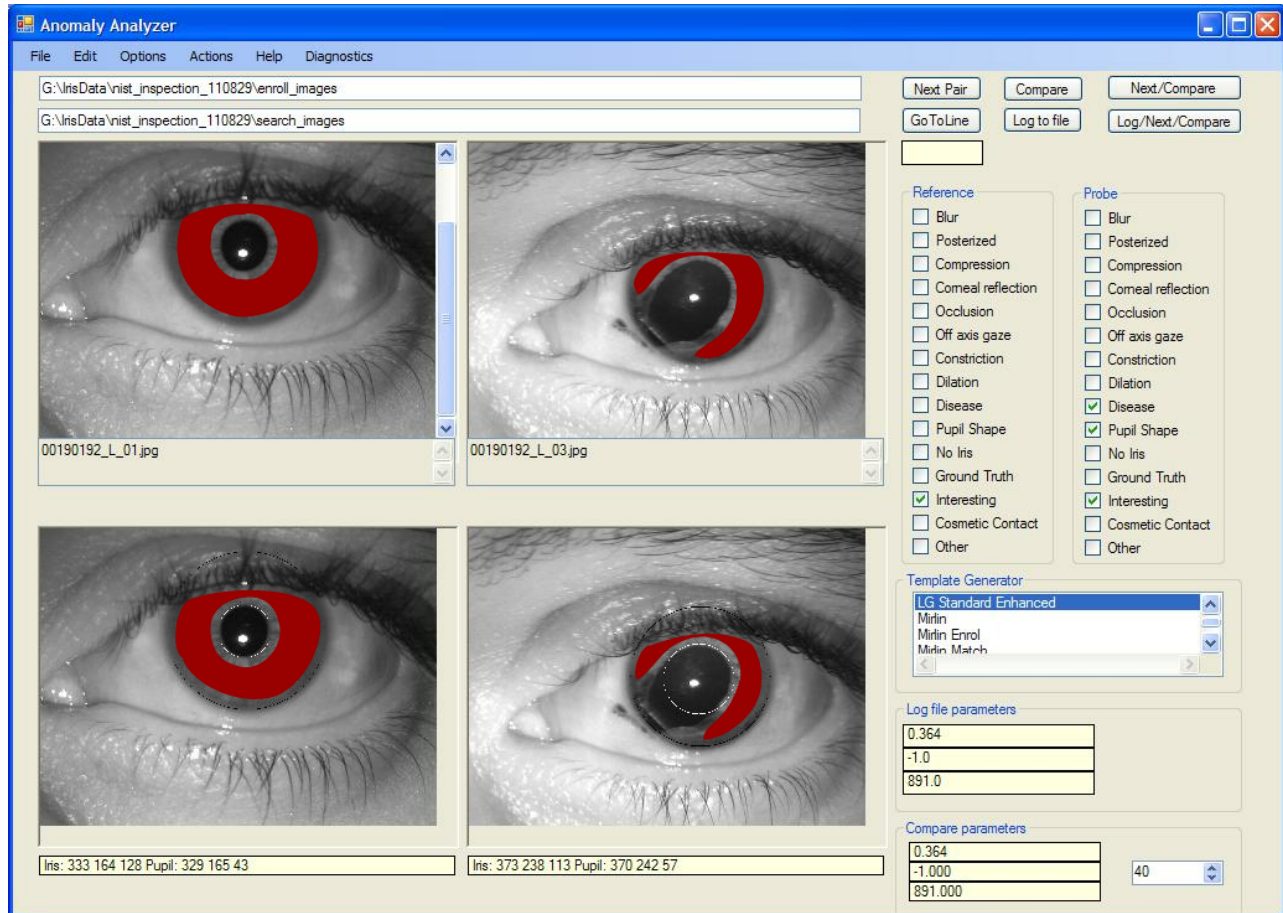 Anomaly Analyzer
File Edit Options Actions Help Diagnostics
G:\IrisData\nist_inspection_110829\enroll_images
G:\IrisData\nist_inspection_110829\search_images
Next Pair Compare Next/Compare
GoToLine Log to file Log/Next/Compare
00190192_L_01.jpg
00190192_L_03.jpg
Reference
Blur
Posterized
Compression
Corneal reflection
Occlusion
Off axis gaze
Constriction
Dilation
Disease
Pupil Shape
No Iris
Ground Truth
Interesting
Cosmetic Contact
Other
Probe
Blur
Posterized
Compression
Corneal reflection
Occlusion
Off axis gaze
Constriction
Dilation
Disease
Pupil Shape
No Iris
Ground Truth
Interesting
Cosmetic Contact
Other
Template Generator
LG Standard Enhanced
Mirlin
Mirlin Enrol
Mirlin Match
Log file parameters
0.364
-1.0
891.0
Compare parameters
0.364
-1.000
891.000
40
Iris: 333 164 128 Pupil: 329 165 43
Iris: 373 238 113 Pupil: 370 242 57